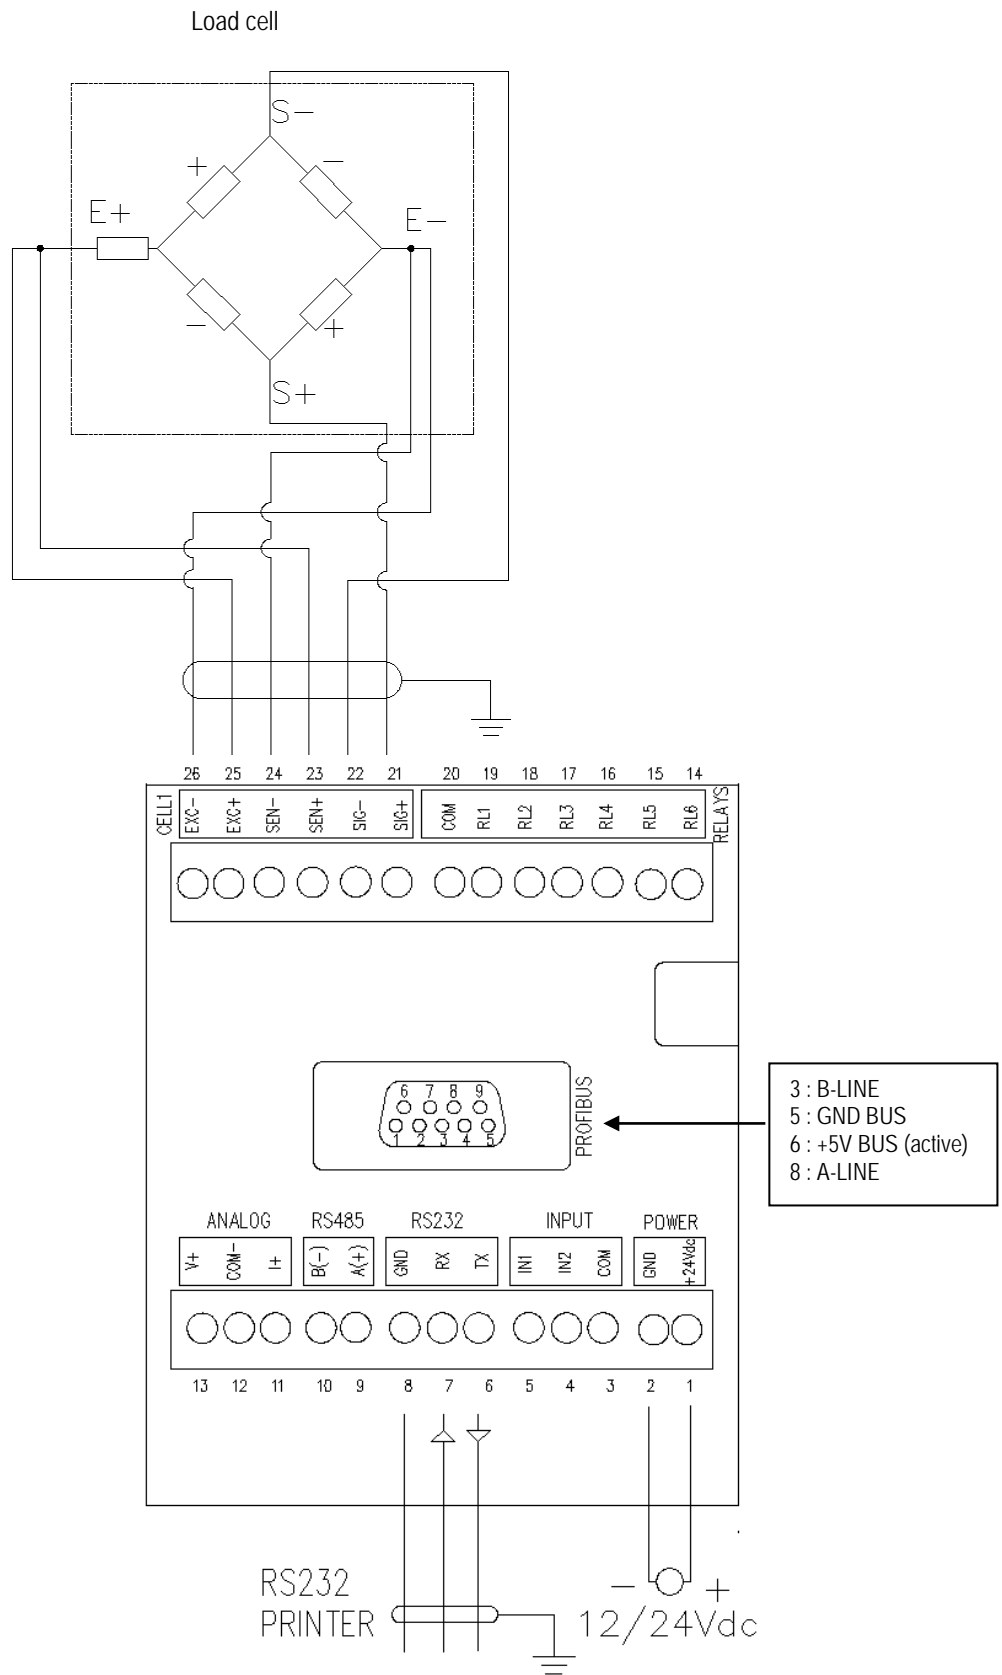 Load cell
S-
+
-
E+
E-
-
+
S+
26 25 24 23 22 21 20 19 18 17 16 15 14
CELL1
EXC-
EXC+
SEN-
SEN+
SIG-
SIG+
COM
RL1
RL2
RL3
RL4
RL5
RL6
RELAYS
6 7 8 9
1 2 3 4 5
PROFIBUS
3 : B-LINE
5 : GND BUS
6 : +5V BUS (active)
8 : A-LINE
ANALOG RS485 RS232 INPUT POWER
V+
COM-
I+
B(-)
A(+)
GND
RX
TX
IN1
IN2
COM
GND
+24Vdc
13 12 11 10 9 8 7 6 5 4 3 2 1
RS232
PRINTER
- +
12/24Vdc